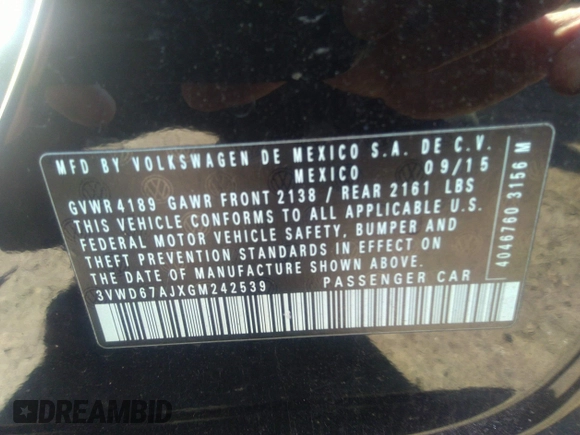 MFD BY VOLKSWAGEN DE MEXICO S.A. DE C.V.
MEXICO 09/15
GVWR 4189 GAWR FRONT 2138 / REAR 2161 LBS
THIS VEHICLE CONFORMS TO ALL APPLICABLE U.S.
FEDERAL MOTOR VEHICLE SAFETY, BUMPER AND
THEFT PREVENTION STANDARDS IN EFFECT ON
THE DATE OF MANUFACTURE SHOWN ABOVE.
3VWD67AJXGM242539 PASSENGER CAR
4046760 3156 M
DREAMBID